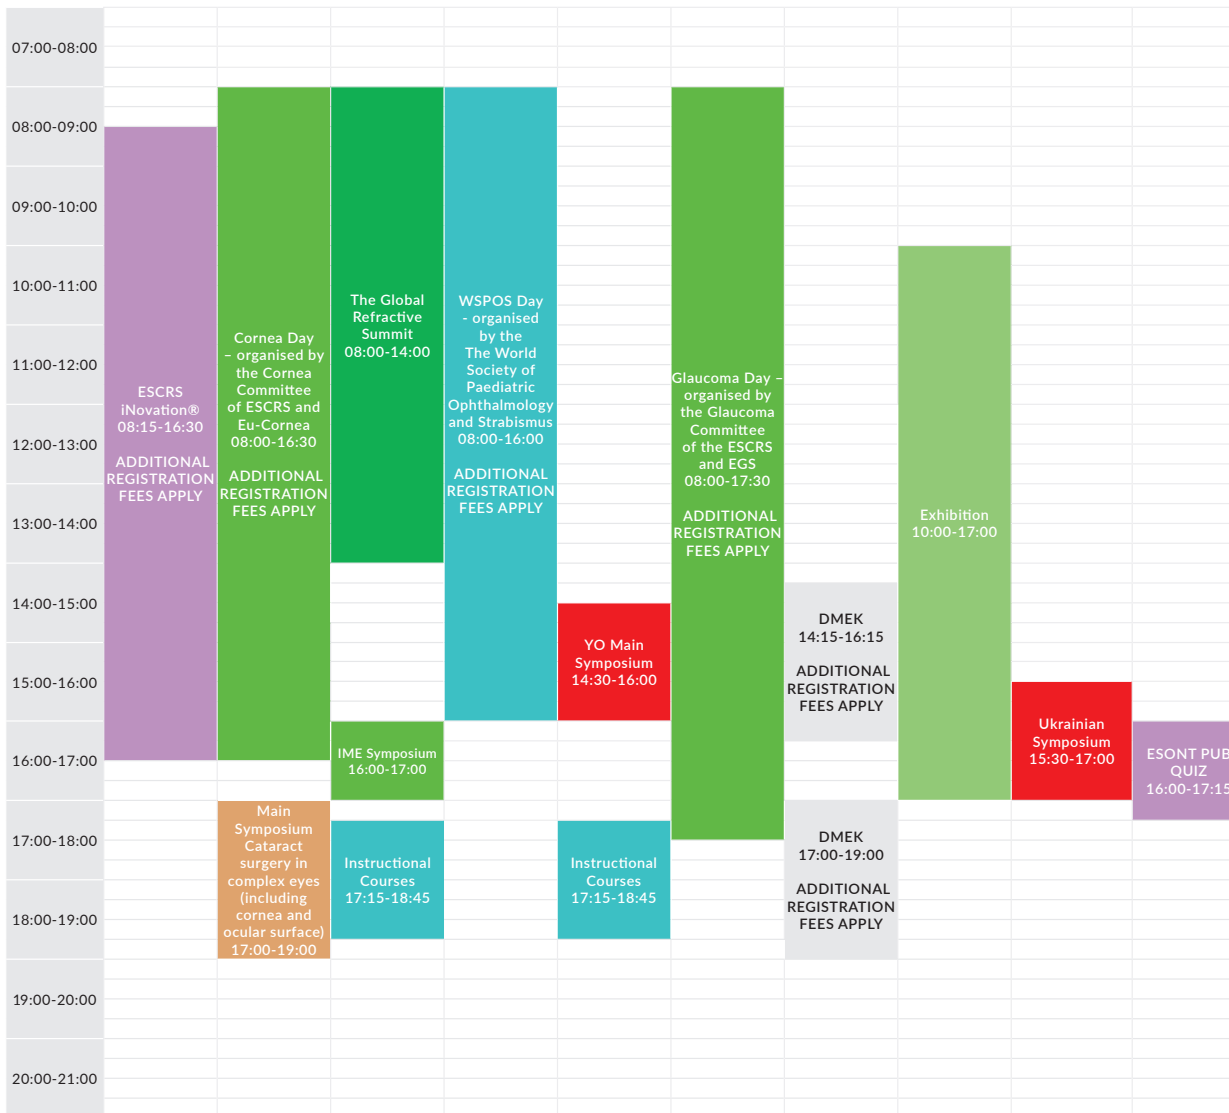 07:00-08:00
08:00-09:00
09:00-10:00
10:00-11:00
11:00-12:00
12:00-13:00
13:00-14:00
14:00-15:00
15:00-16:00
16:00-17:00
17:00-18:00
18:00-19:00
19:00-20:00
20:00-21:00
ESCRS
iNovation®
08:15-16:30
ADDITIONAL
REGISTRATION
FEES APPLY
Cornea Day
– organised by
the Cornea
Committee
of ESCRS and
Eu-Cornea
08:00-16:30
ADDITIONAL
REGISTRATION
FEES APPLY
Main
Symposium
Cataract
surgery in
complex eyes
(including
cornea and
ocular surface)
17:00-19:00
The Global
Refractive
Summit
08:00-14:00
IME Symposium
16:00-17:00
Instructional
Courses
17:15-18:45
WSPOS Day
- organised
by the
The World
Society of
Paediatric
Ophthalmology
and Strabismus
08:00-16:00
ADDITIONAL
REGISTRATION
FEES APPLY
YO Main
Symposium
14:30-16:00
Instructional
Courses
17:15-18:45
Glaucoma Day –
organised by
the Glaucoma
Committee
of the ESCRS
and EGS
08:00-17:30
ADDITIONAL
REGISTRATION
FEES APPLY
DMEK
14:15-16:15
ADDITIONAL
REGISTRATION
FEES APPLY
DMEK
17:00-19:00
ADDITIONAL
REGISTRATION
FEES APPLY
Exhibition
10:00-17:00
Ukrainian
Symposium
15:30-17:00
ESONT PUB
QUIZ
16:00-17:15